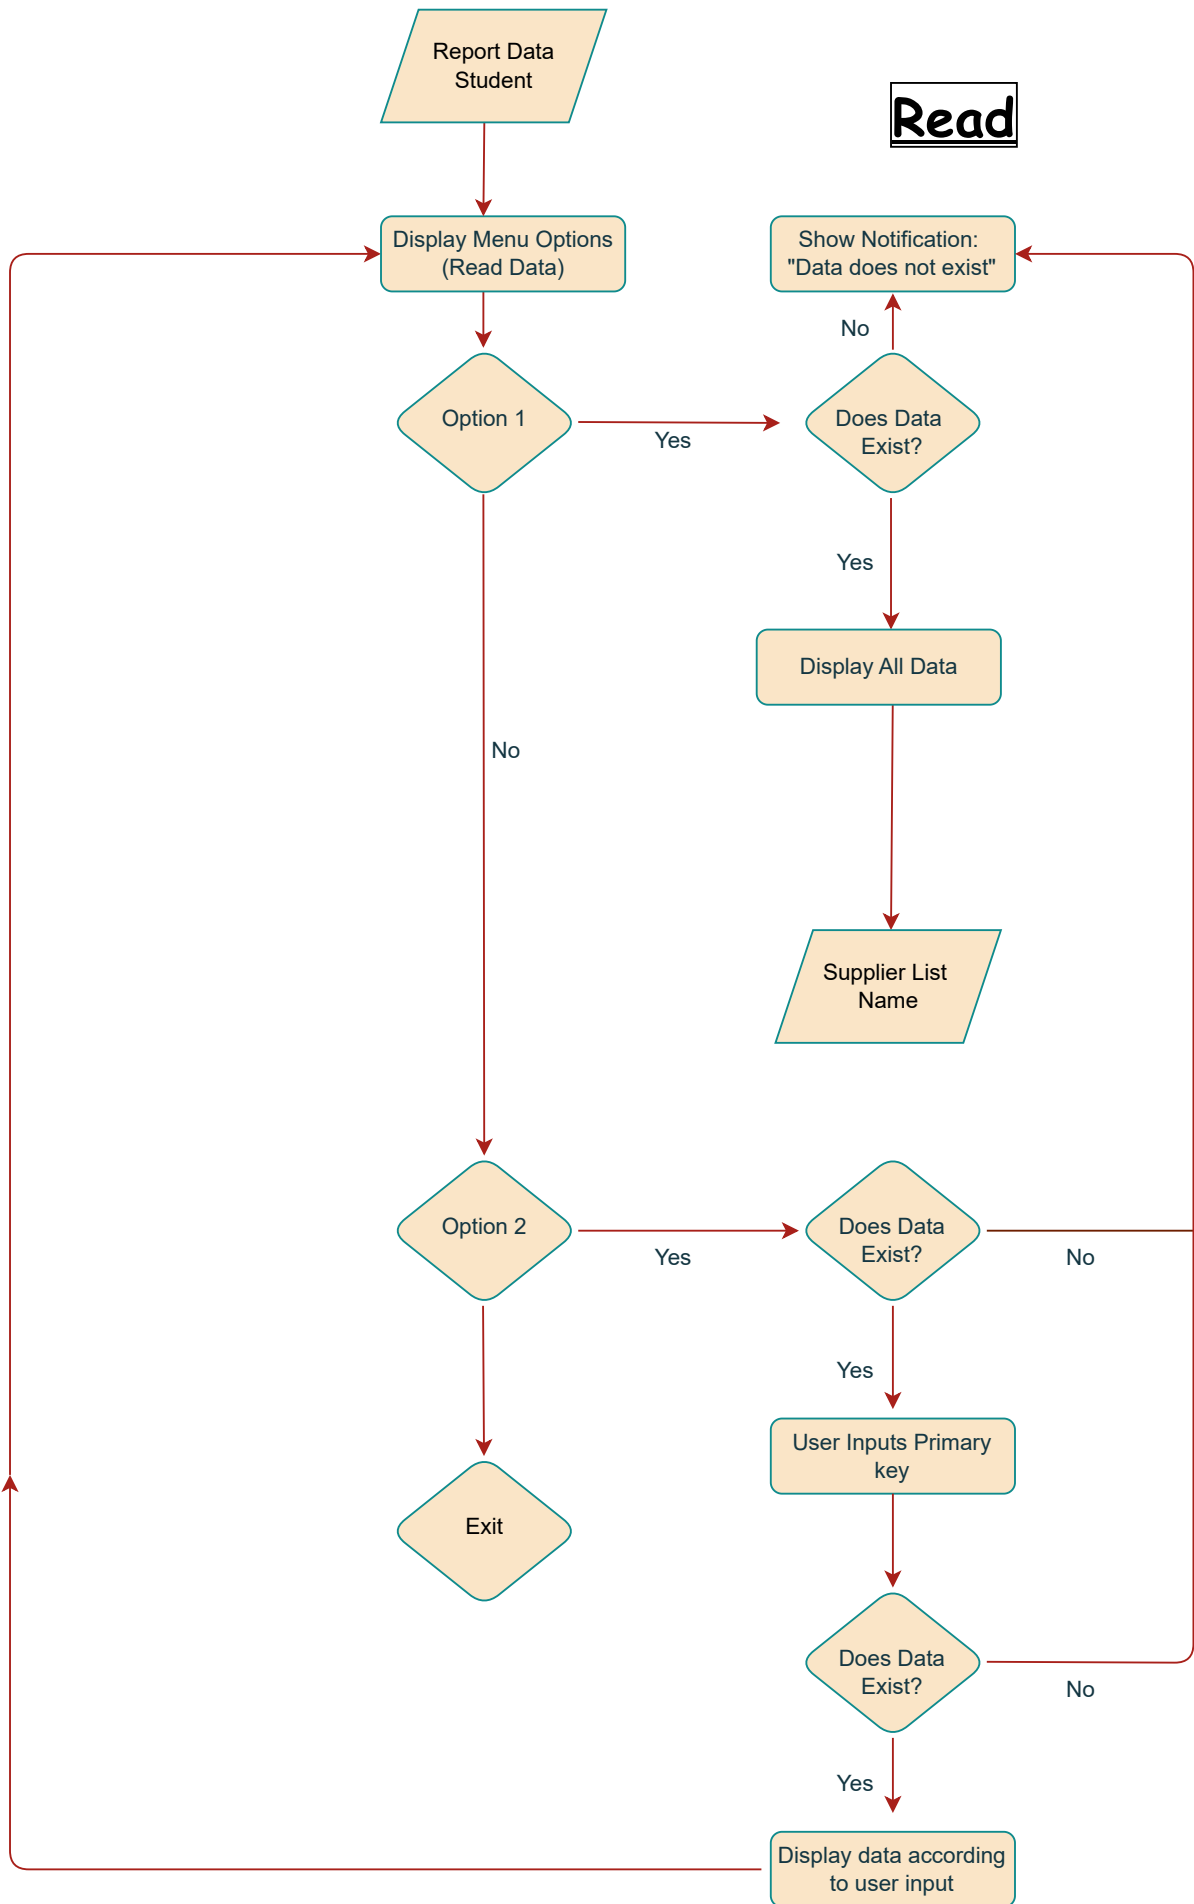 Report Data
Student
Read
Display Menu Options
(Read Data)
Show Notification:
"Data does not exist"
No
Option 1
Yes
Does Data
Exist?
Yes
Display All Data
No
Supplier List
Name
Option 2
Yes
Does Data
Exist?
No
Yes
User Inputs Primary
key
Exit
Does Data
Exist?
No
Yes
Display data according
to user input